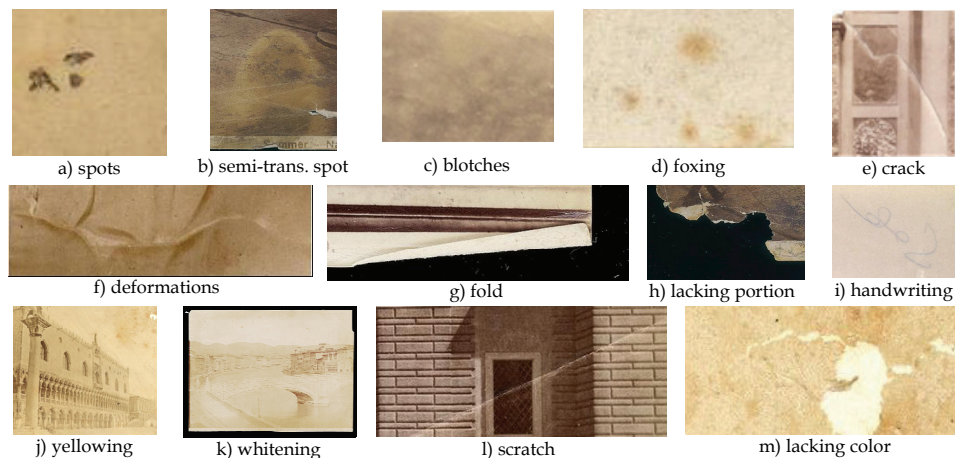 a) spots
b) semi-trans. spot
c) blotches
d) foxing
e) crack
f) deformations
g) fold
h) lacking portion
i) handwriting
j) yellowing
k) whitening
l) scratch
m) lacking color